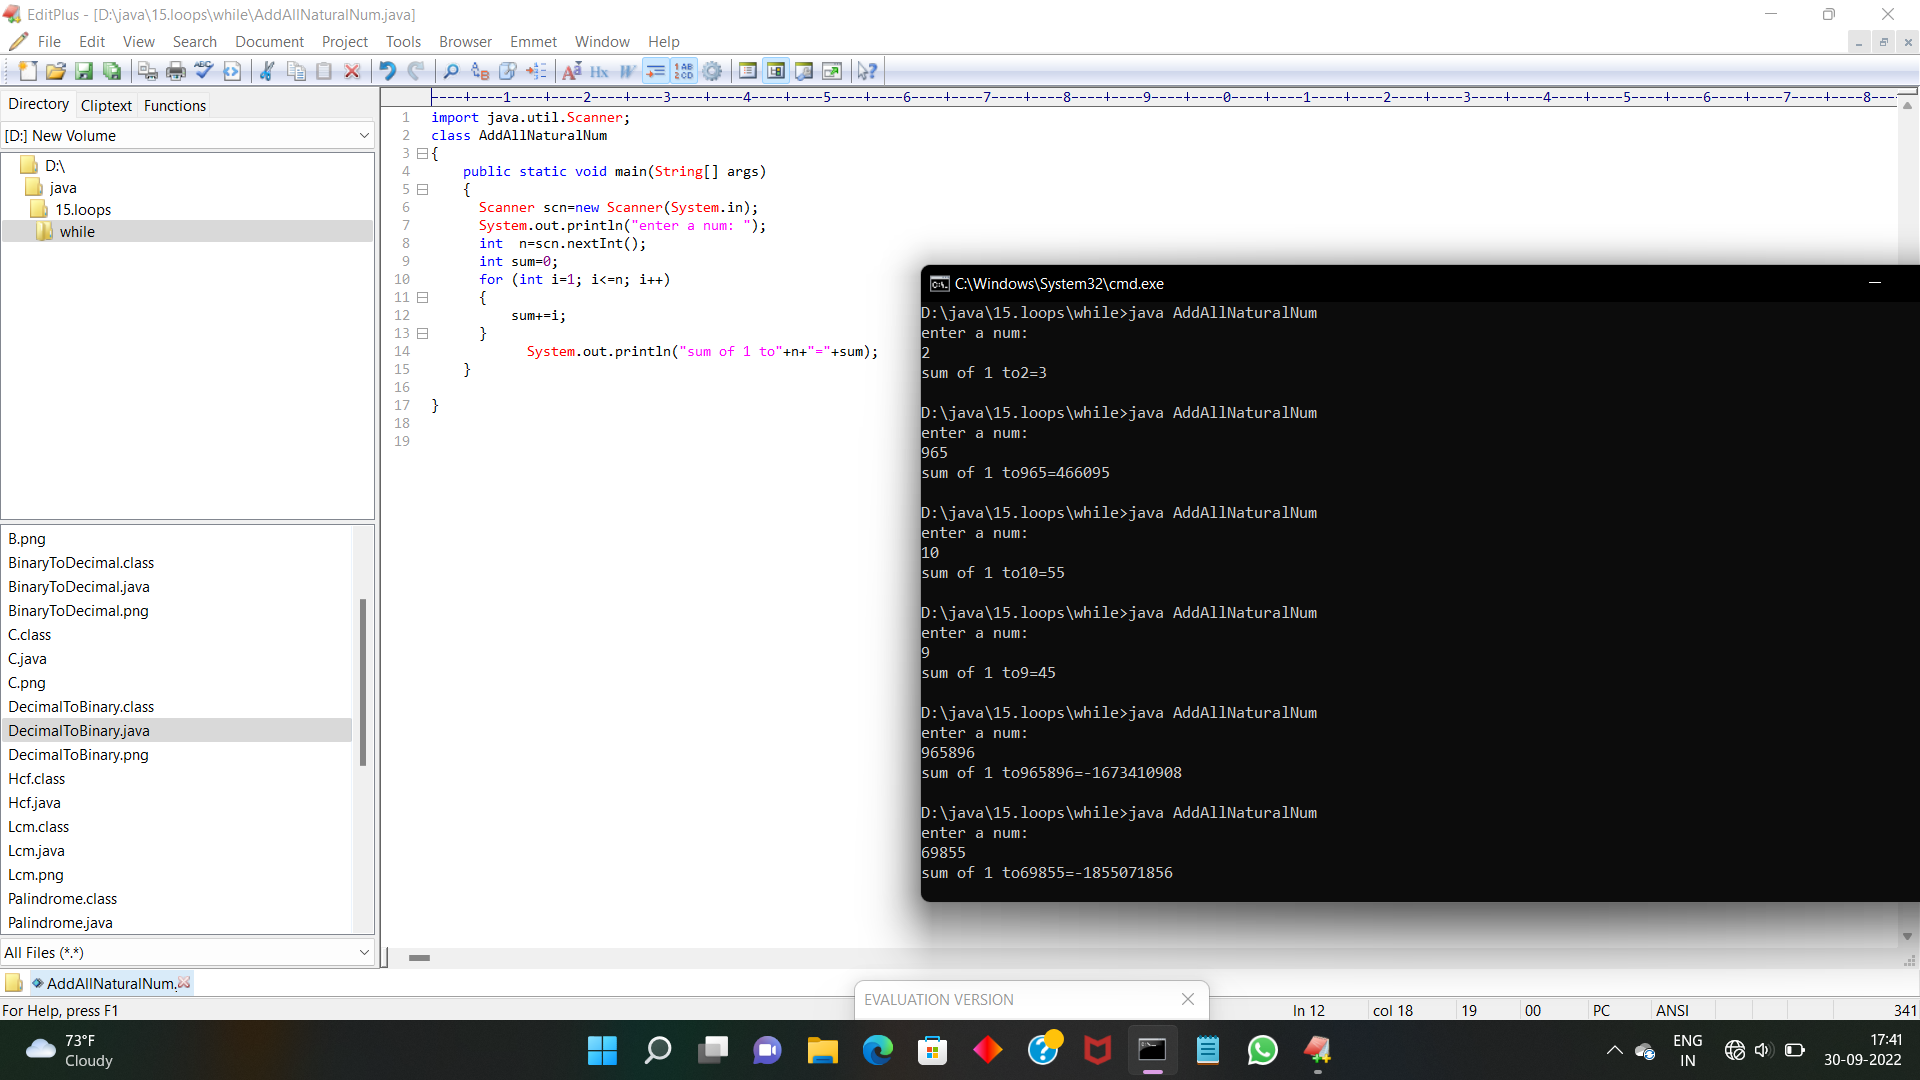 EditPlus - [D:\java\15.loops\while\AddAllNaturalNum.java]
File Edit View Search Document Project Tools Browser Emmet Window Help
Directory Cliptext Functions
[D:] New Volume
D:\
java
15.loops
while
B.png
BinaryToDecimal.class
BinaryToDecimal.java
BinaryToDecimal.png
C.class
C.java
C.png
DecimalToBinary.class
DecimalToBinary.java
DecimalToBinary.png
Hcf.class
Hcf.java
Lcm.class
Lcm.java
Lcm.png
Palindrome.class
Palindrome.java
All Files (*.*)
----+----1----+----2----+----3----+----4----+----5----+----6----+----7----+----8----+----9----+----0----+----1----+----2----+----3----+----4----+----5----+----6----+----7----+----8---
1 import java.util.Scanner;
2 class AddAllNaturalNum
3 {
4 public static void main(String[] args)
5 {
6 Scanner scn=new Scanner(System.in);
7 System.out.println("enter a num: ");
8 int  n=scn.nextInt();
9 int sum=0;
10 for (int i=1; i<=n; i++)
11 {
12 sum+=i;
13 }
14 System.out.println("sum of 1 to"+n+"="+sum);
15 }
16
17 }
18
19
C:\Windows\System32\cmd.exe
D:\java\15.loops\while>java AddAllNaturalNum
enter a num:
2
sum of 1 to2=3
D:\java\15.loops\while>java AddAllNaturalNum
enter a num:
965
sum of 1 to965=466095
D:\java\15.loops\while>java AddAllNaturalNum
enter a num:
10
sum of 1 to10=55
D:\java\15.loops\while>java AddAllNaturalNum
enter a num:
9
sum of 1 to9=45
D:\java\15.loops\while>java AddAllNaturalNum
enter a num:
965896
sum of 1 to965896=-1673410908
D:\java\15.loops\while>java AddAllNaturalNum
enter a num:
69855
sum of 1 to69855=-1855071856
AddAllNaturalNum.
EVALUATION VERSION
For Help, press F1
ln 12 col 18 19 00 PC ANSI 341
73°F
Cloudy
ENG
IN
17:41
30-09-2022